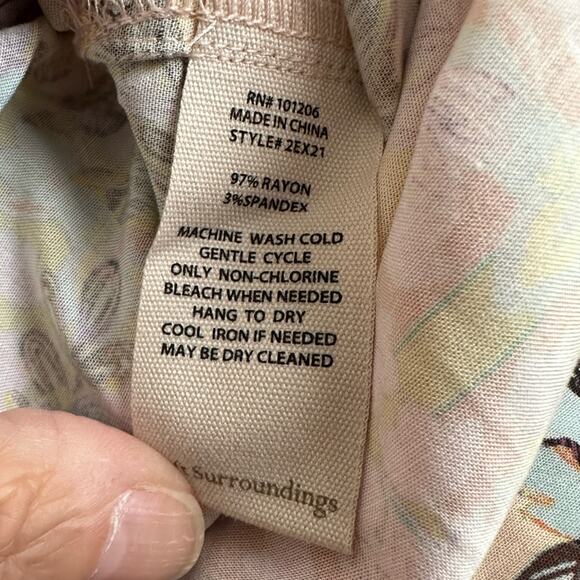 RN# 101206
MADE IN CHINA
STYLE# 2EX21
97% RAYON
3%SPANDEX
MACHINE WASH COLD
GENTLE CYCLE
ONLY NON-CHLORINE
BLEACH WHEN NEEDED
HANG TO DRY
COOL IRON IF NEEDED
MAY BE DRY CLEANED
Surroundings